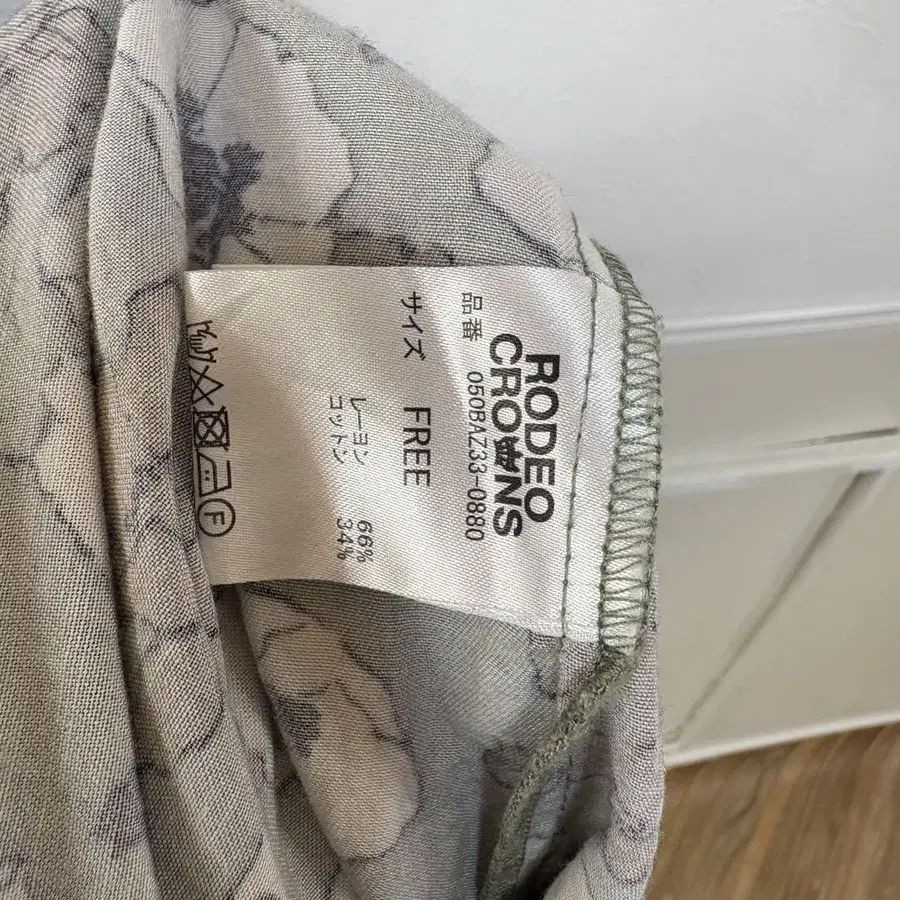 RODEO
CROWNS
品番 050BAZ33-0880
サイズ FREE
レーヨン 66%
コットン 34%
F